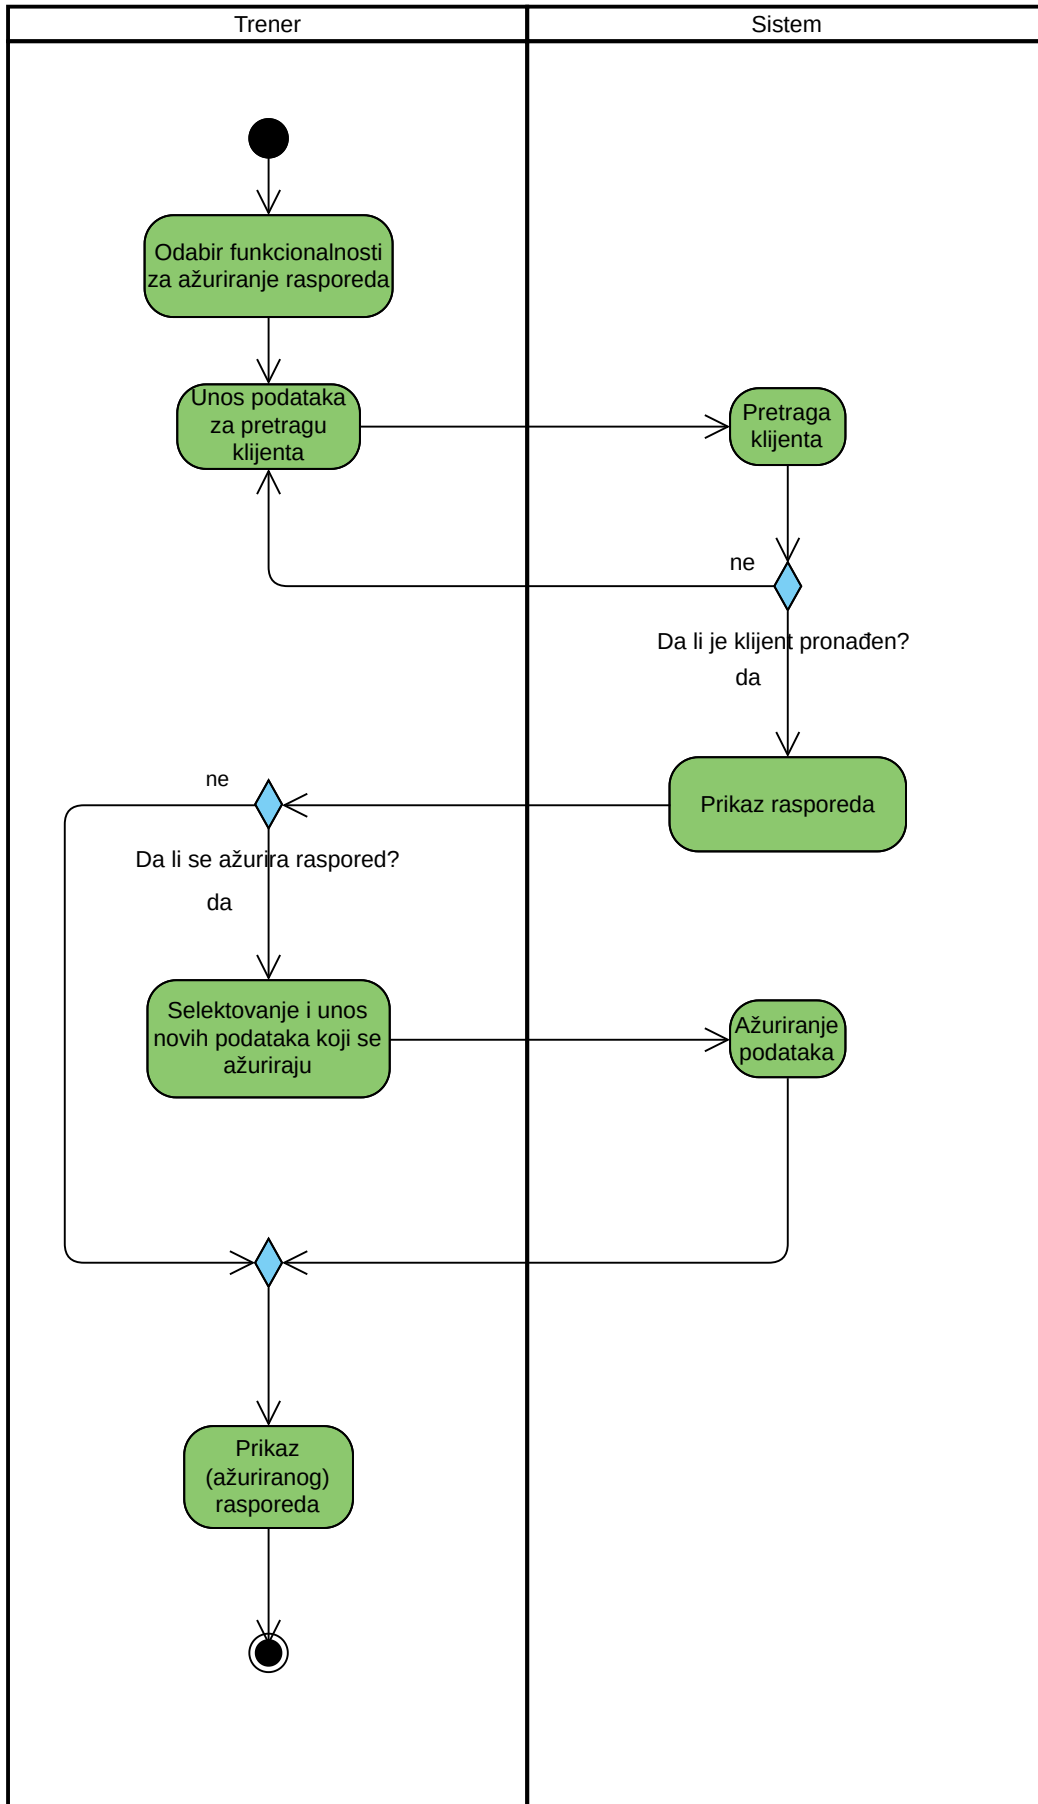 Trener
Sistem
Odabir funkcionalnosti
za ažuriranje rasporeda
Unos podataka
za pretragu
klijenta
Pretraga
klijenta
ne
Da li je klijent pronađen?
da
Prikaz rasporeda
ne
Da li se ažurira raspored?
da
Selektovanje i unos
novih podataka koji se
ažuriraju
Ažuriranje
podataka
Prikaz
(ažuriranog)
rasporeda